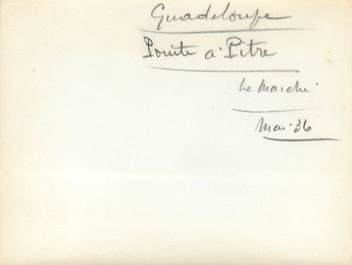 Guadeloupe
Pointe a. Pitre
Le Marché.
Mai. 36